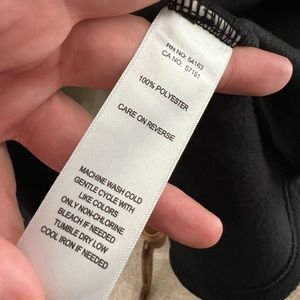 RN NO: 54163
CA NO: 57151
100% POLYESTER
CARE ON REVERSE
MACHINE WASH COLD
GENTLE CYCLE WITH
LIKE COLORS
ONLY NON-CHLORINE
BLEACH IF NEEDED
TUMBLE DRY LOW
COOL IRON IF NEEDED